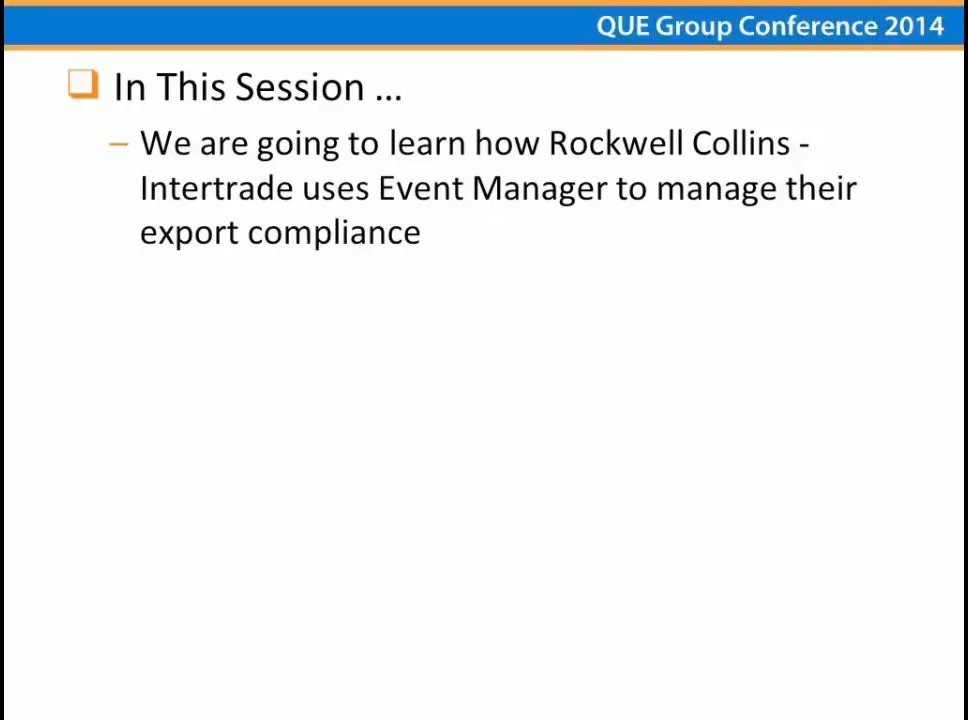 QUE Group Conference 2014
In This Session ...
– We are going to learn how Rockwell Collins -
Intertrade uses Event Manager to manage their
export compliance